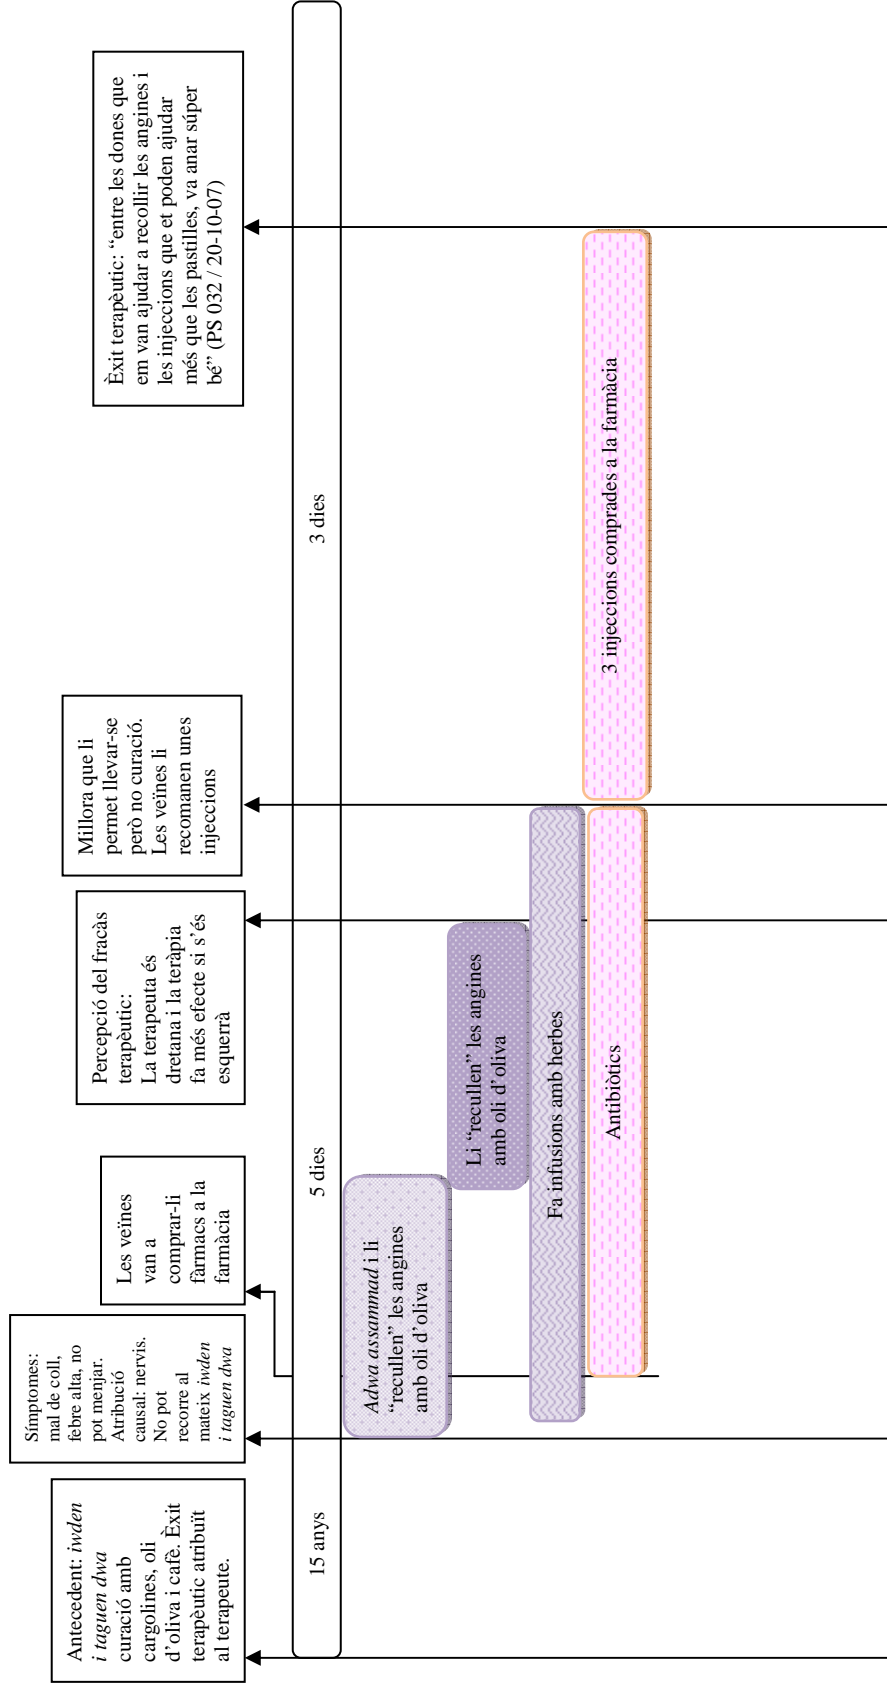 Antecedent: iwden
i taguen dwa
curació amb
cargolines, oli
d’oliva i cafè. Èxit
terapèutic atribuït
al terapeute.
Símptomes:
mal de coll,
febre alta, no
pot menjar.
Atribució
causal: nervis.
No pot
recorre al
mateix iwden
i taguen dwa
Les veïnes
van a
comprar-li
fàrmacs a la
farmàcia
Percepció del fracàs
terapèutic:
La terapeuta és
dretana i la teràpia
fa més efecte si s’és
esquerrà
Millora que li
permet llevar-se
però no curació.
Les veïnes li
recomanen unes
injeccions
Èxit terapèutic: “entre les dones que
em van ajudar a recollir les angines i
les injeccions que et poden ajudar
més que les pastilles, va anar súper
bé” (PS 032 / 20-10-07)
15 anys
5 dies
3 dies
Adwa assammad i li
“recullen” les angines
amb oli d’oliva
Li “recullen” les angines
amb oli d’oliva
Fa infusions amb herbes
Antibiòtics
3 injeccions comprades a la farmàcia